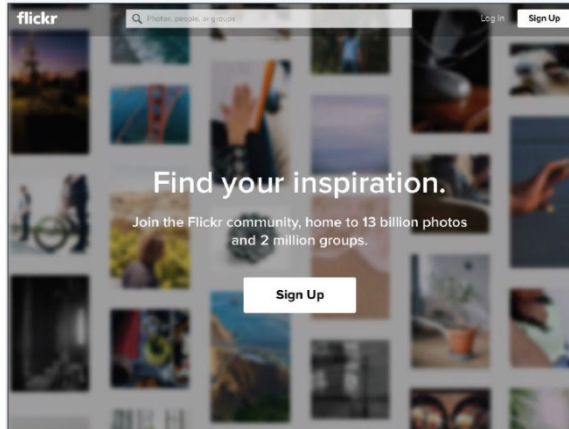 flickr
Photos, people, or groups
Log In
Sign Up
Find your inspiration.
Join the Flickr community, home to 13 billion photos
and 2 million groups.
Sign Up